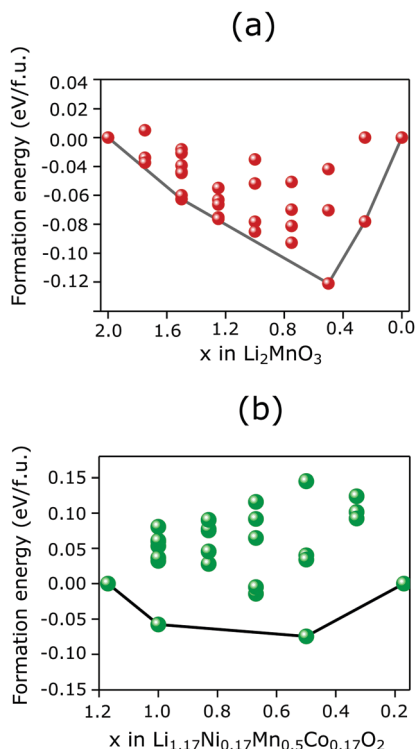 (a)
Formation energy (eV/f.u.)
0.04
0.04
0.00
-0.04
-0.06
-0.08
-0.10
-0.12
2.0 1.6 1.2 0.8 0.4 0.0
x in Li₂MnO₃
(b)
Formation energy (eV/f.u.)
0.15
0.10
0.05
0.00
-0.05
-0.10
-0.15
1.2 1.0 0.8 0.6 0.4 0.2
x in Li₁.₁₇Ni₀.₁₇Mn₀.₅Co₀.₁₇O₂